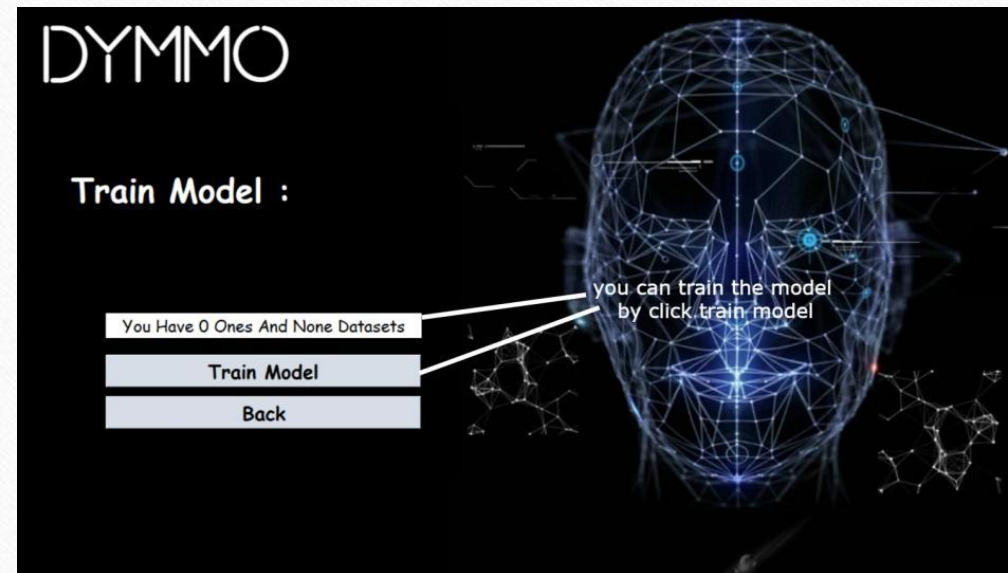 DYMMO
Train Model :
you can train the model
by click train model
You Have 0 Ones And None Datasets
Train Model
Back